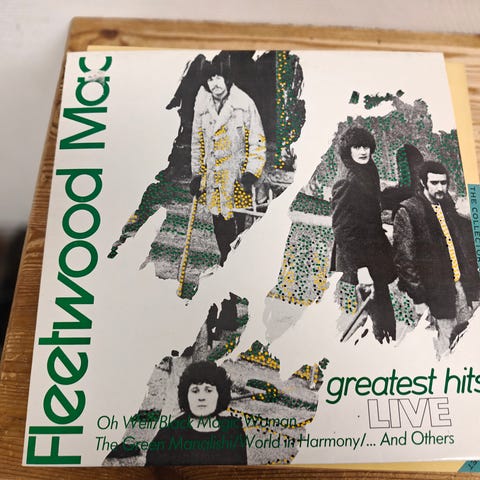 Fleetwood Mac
greatest hits
LIVE
Oh Well/Black Magic Woman
The Green Manalishi/World in Harmony/... And Others
THE COLLECT